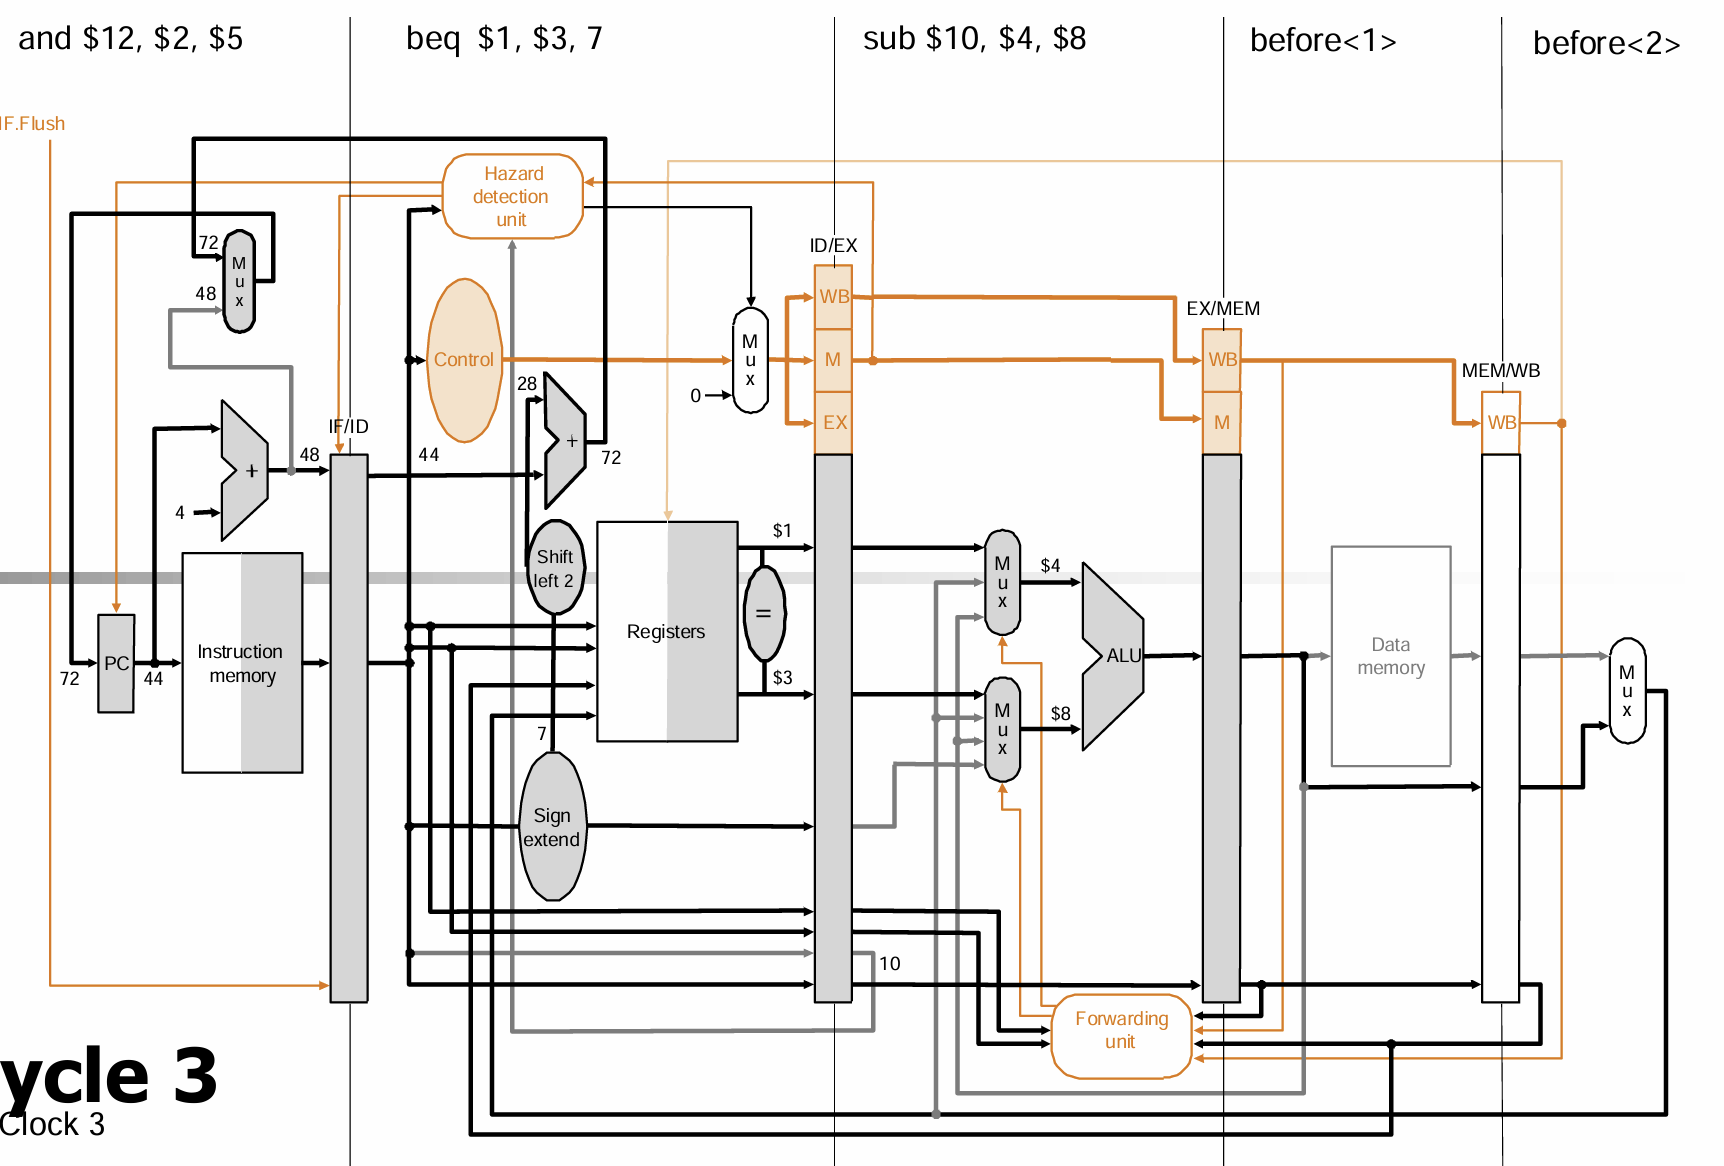 and $12, $2, $5
beq $1, $3, 7
sub $10, $4, $8
before<1>
before<2>
IF.Flush
Hazard
detection
unit
72
48
M
u
x
ID/EX
WB
M
EX
EX/MEM
WB
M
MEM/WB
WB
Control
M
u
x
0
28
+
72
IF/ID
48
44
+
4
Shift
left 2
$1
=
$3
Registers
M
u
x
$4
M
u
x
$8
ALU
Data
memory
M
u
x
PC
72
44
Instruction
memory
7
Sign
extend
10
Forwarding
unit
ycle 3
Clock 3